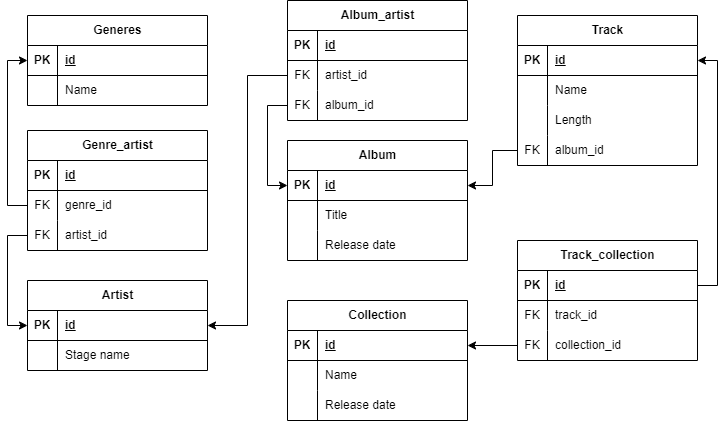 Generes
PK id
Name
Genre_artist
PK id
FK genre_id
FK artist_id
Artist
PK id
Stage name
Album_artist
PK id
FK artist_id
FK album_id
Album
PK id
Title
Release date
Collection
PK id
Name
Release date
Track
PK id
Name
Length
FK album_id
Track_collection
PK id
FK track_id
FK collection_id